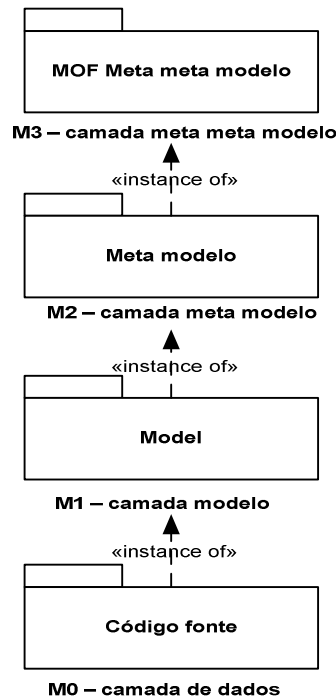 MOF Meta meta modelo
M3 – camada meta meta modelo
«instance of»
Meta modelo
M2 – camada meta modelo
«instance of»
Model
M1 – camada modelo
«instance of»
Código fonte
M0 – camada de dados